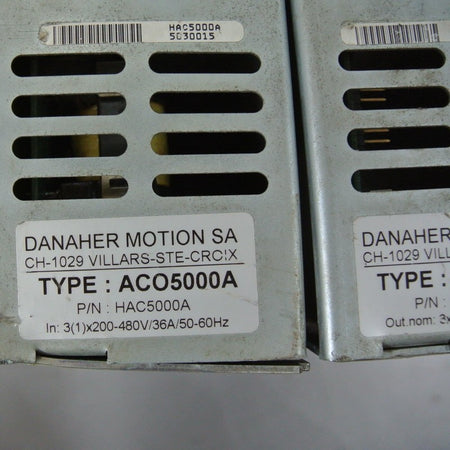 HAC5000A
5030015
DANAHER MOTION SA
CH-1029 VILLARS-STE-CROIX
TYPE : ACO5000A
P/N : HAC5000A
In: 3(1)x200-480V/36A/50-60Hz
DANAHER
CH-1029 VILLA
TYPE :
P/N :
Out.nom: 3x